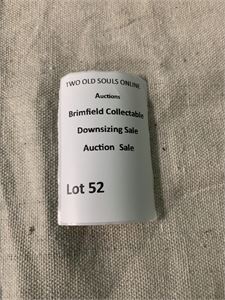 TWO OLD SOULS ONLINE
Auctions
Brimfield Collectable
Downsizing Sale
Auction Sale
Lot 52